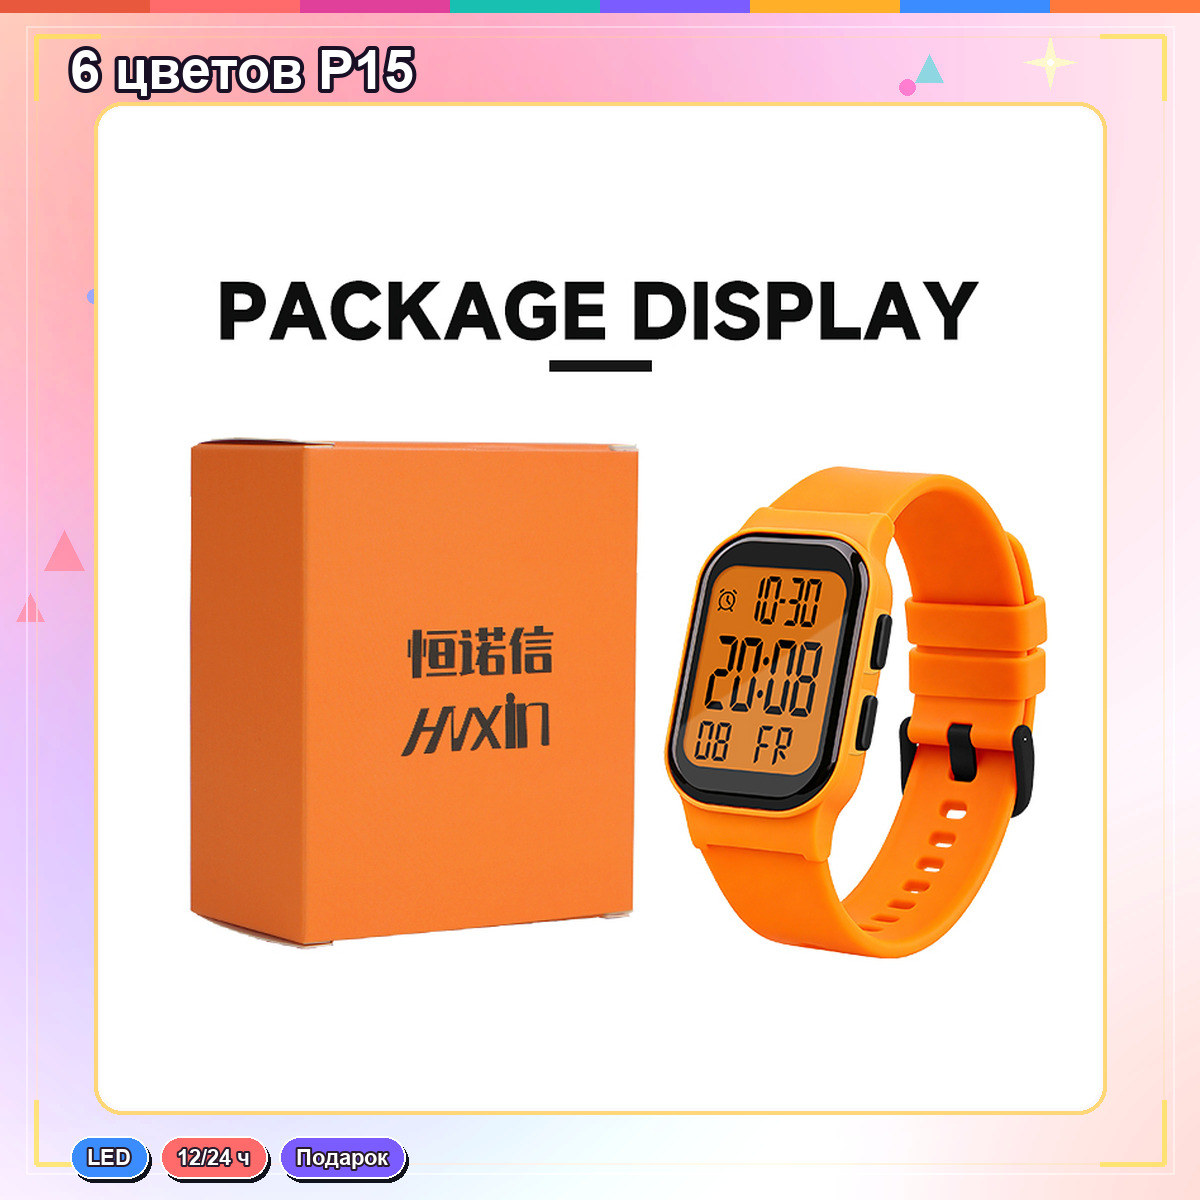 6 цветов P15
PACKAGE DISPLAY
恒诺信
HNXin
10-30
20:08
08 FR
LED
12/24 ч
Подарок